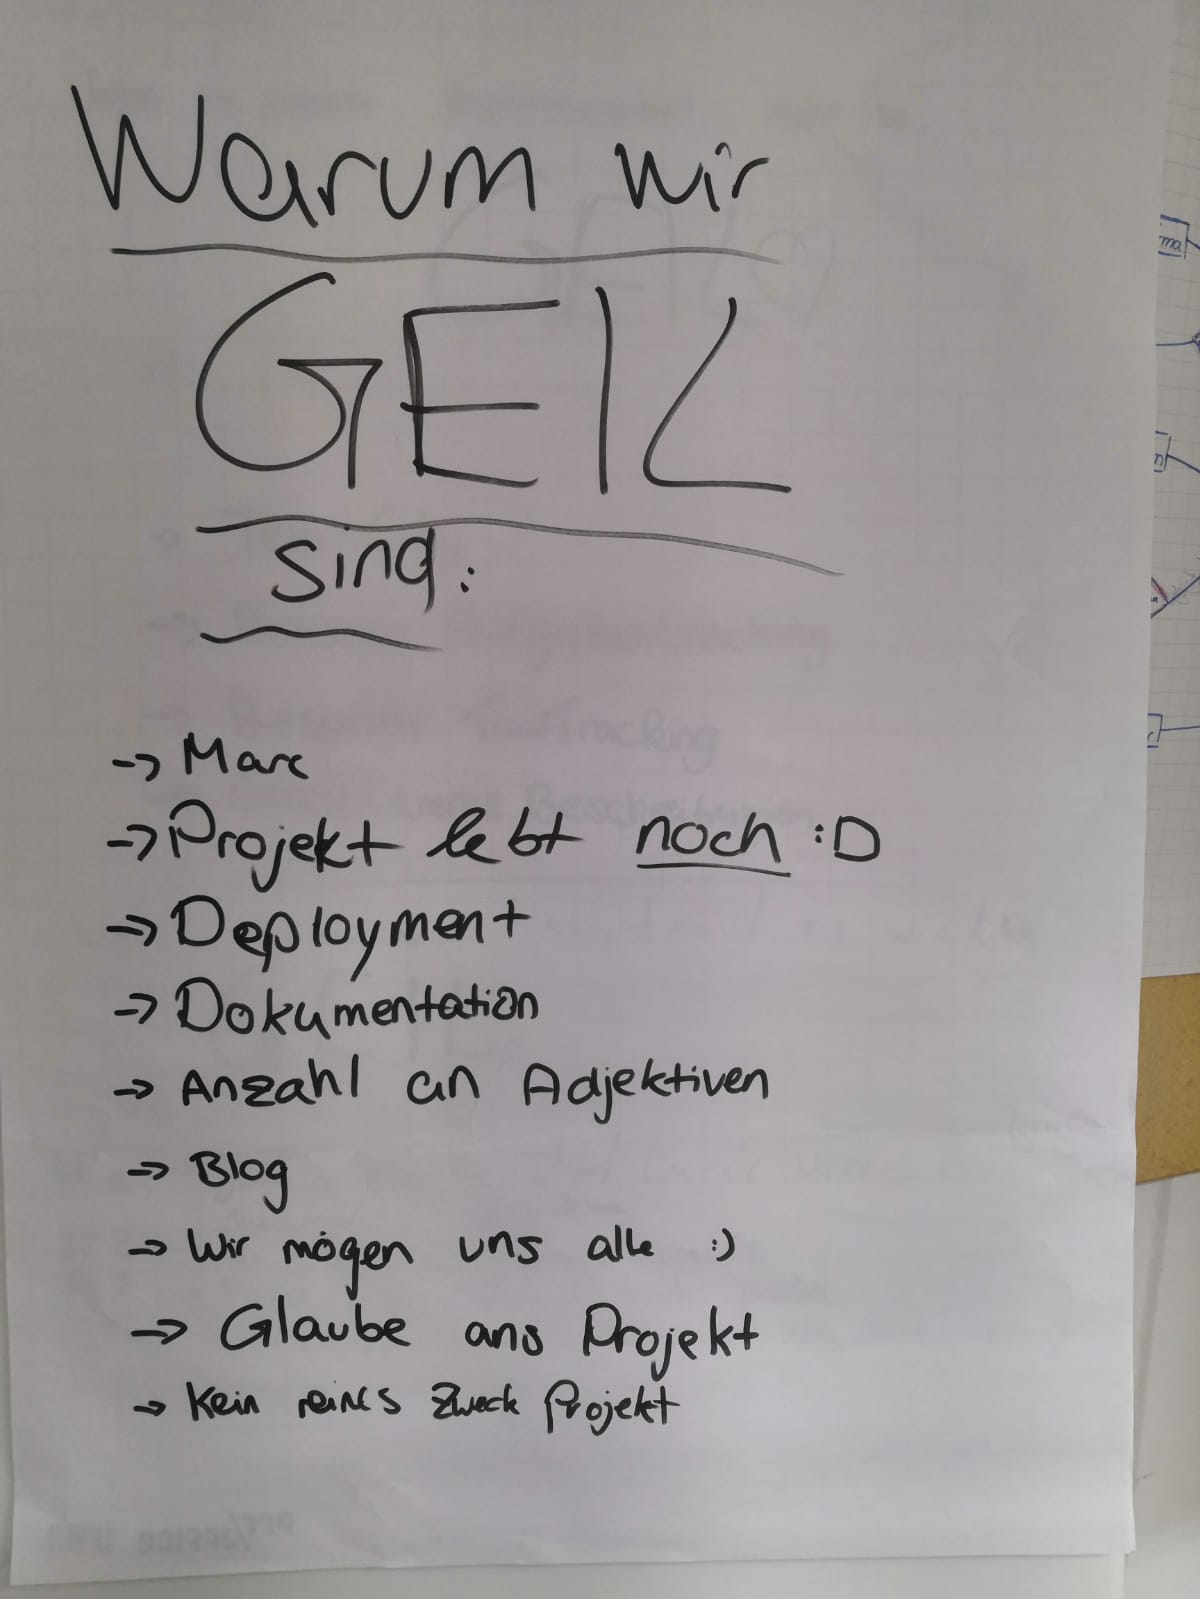 Warum wir
GEIL
sind:
-> Marc
-> Projekt lebt noch :D
-> Deployment
-> Dokumentation
-> Anzahl an Adjektiven
-> Blog
-> Wir mögen uns alle :)
-> Glaube ans Projekt
-> Kein reines Zweck Projekt